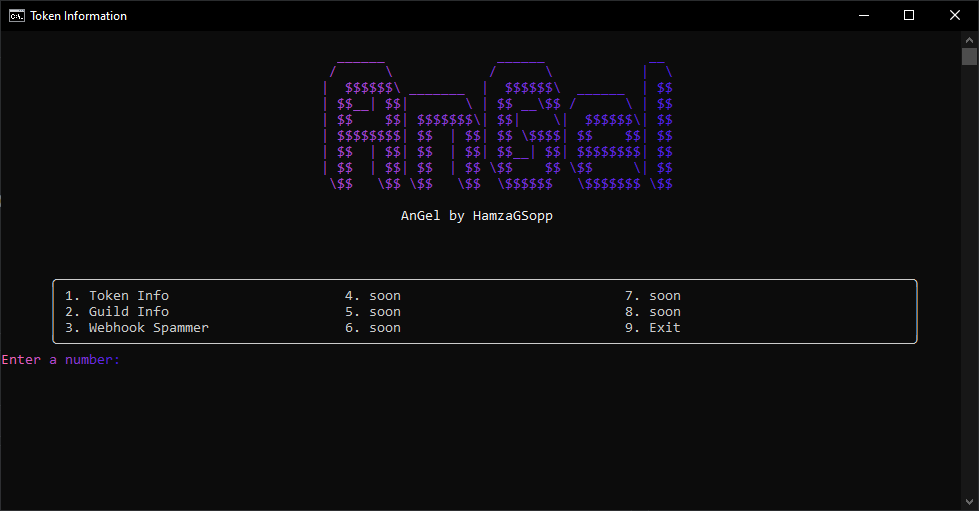 Token Information
AnGel
AnGel by HamzaGSopp
1. Token Info 4. soon 7. soon
2. Guild Info 5. soon 8. soon
3. Webhook Spammer 6. soon 9. Exit
Enter a number: